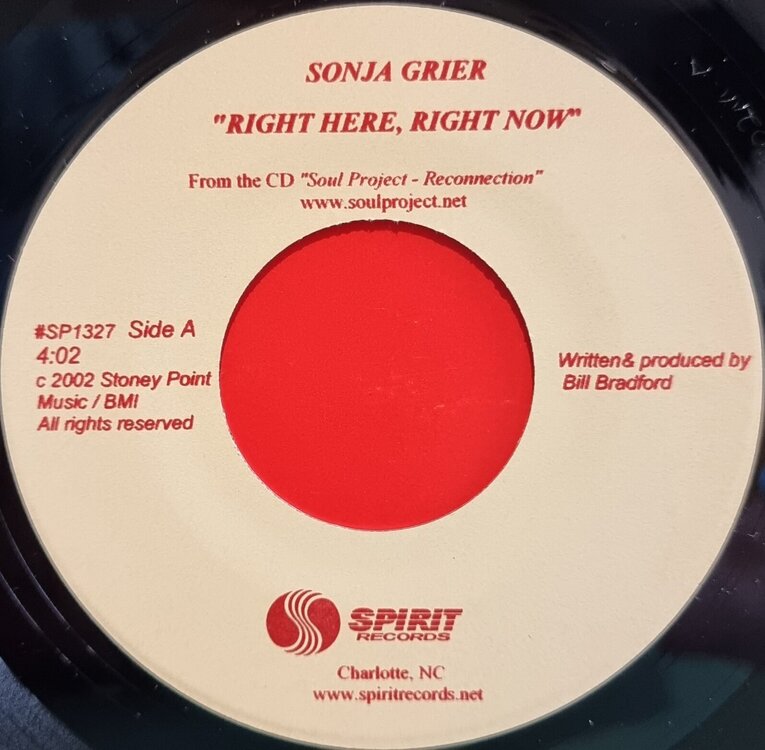 SONJA GRIER
"RIGHT HERE, RIGHT NOW"
From the CD "Soul Project - Reconnection"
www.soulproject.net
#SP1327 Side A
4:02
c 2002 Stoney Point
Music / BMI
All rights reserved
Written& produced by
Bill Bradford
SPIRIT
RECORDS
Charlotte, NC
www.spiritrecords.net